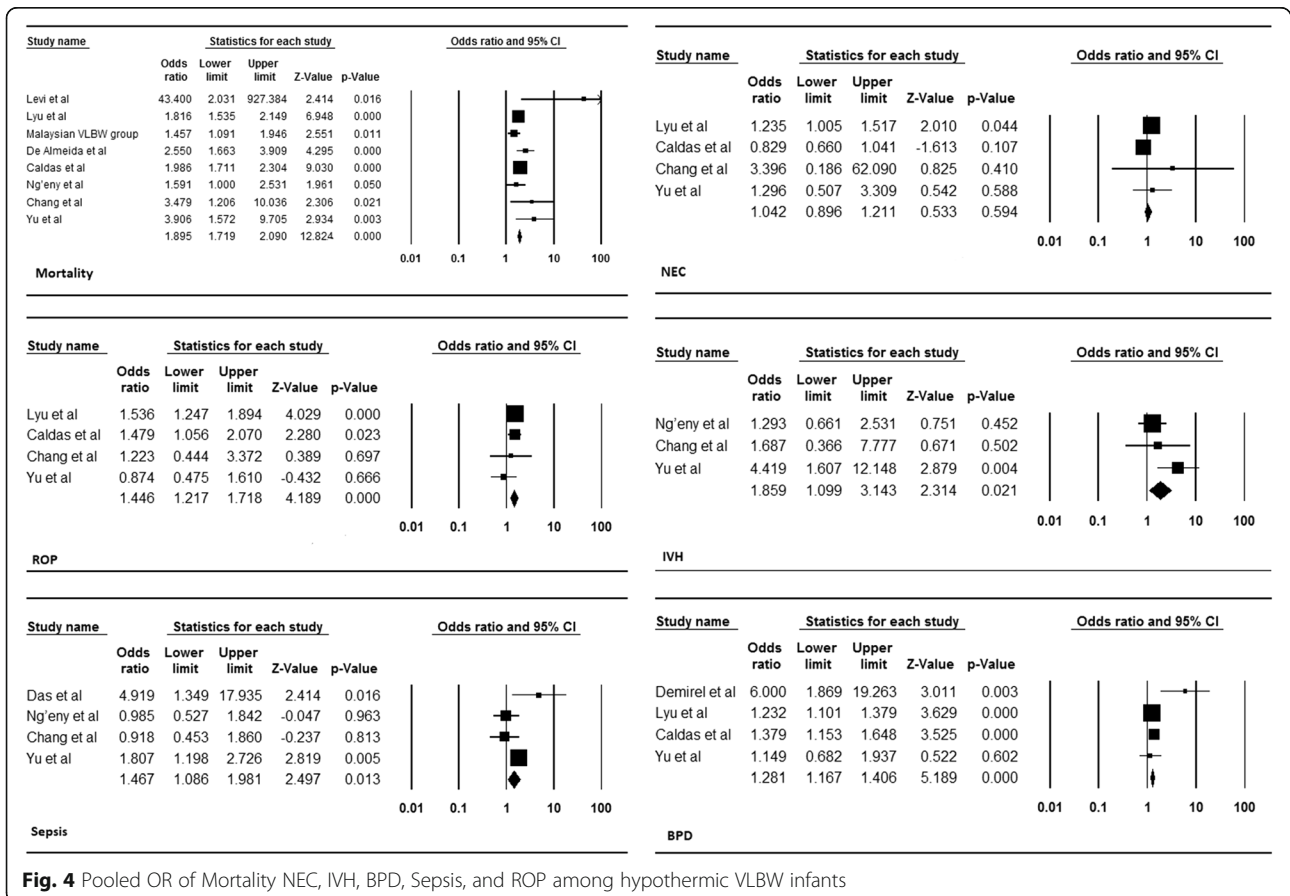 Study name Statistics for each study Odds ratio and 95% CI
Odds ratio Lower limit Upper limit Z-Value p-Value
Levi et al 43.400 2.031 927.384 2.414 0.016
Lyu et al 1.816 1.535 2.149 6.948 0.000
Malaysian VLBW group 1.457 1.091 1.946 2.551 0.011
De Almeida et al 2.550 1.663 3.909 4.295 0.000
Caldas et al 1.986 1.711 2.304 9.030 0.000
Ng'eny et al 1.591 1.000 2.531 1.961 0.050
Chang et al 3.479 1.206 10.036 2.306 0.021
Yu et al 3.906 1.572 9.705 2.934 0.003
1.895 1.719 2.090 12.824 0.000
0.01 0.1 1 10 100
Mortality
Study name Statistics for each study Odds ratio and 95% CI
Odds ratio Lower limit Upper limit Z-Value p-Value
Lyu et al 1.235 1.005 1.517 2.010 0.044
Caldas et al 0.829 0.660 1.041 -1.613 0.107
Chang et al 3.396 0.186 62.090 0.825 0.410
Yu et al 1.296 0.507 3.309 0.542 0.588
1.042 0.896 1.211 0.533 0.594
0.01 0.1 1 10 100
NEC
Study name Statistics for each study Odds ratio and 95% CI
Odds ratio Lower limit Upper limit Z-Value p-Value
Lyu et al 1.536 1.247 1.894 4.029 0.000
Caldas et al 1.479 1.056 2.070 2.280 0.023
Chang et al 1.223 0.444 3.372 0.389 0.697
Yu et al 0.874 0.475 1.610 -0.432 0.666
1.446 1.217 1.718 4.189 0.000
0.01 0.1 1 10 100
ROP
Study name Statistics for each study Odds ratio and 95% CI
Odds ratio Lower limit Upper limit Z-Value p-Value
Ng'eny et al 1.293 0.661 2.531 0.751 0.452
Chang et al 1.687 0.366 7.777 0.671 0.502
Yu et al 4.419 1.607 12.148 2.879 0.004
1.859 1.099 3.143 2.314 0.021
0.01 0.1 1 10 100
IVH
Study name Statistics for each study Odds ratio and 95% CI
Odds ratio Lower limit Upper limit Z-Value p-Value
Das et al 4.919 1.349 17.935 2.414 0.016
Ng'eny et al 0.985 0.527 1.842 -0.047 0.963
Chang et al 0.918 0.453 1.860 -0.237 0.813
Yu et al 1.807 1.198 2.726 2.819 0.005
1.467 1.086 1.981 2.497 0.013
0.01 0.1 1 10 100
Sepsis
Study name Statistics for each study Odds ratio and 95% CI
Odds ratio Lower limit Upper limit Z-Value p-Value
Demirel et al 6.000 1.869 19.263 3.011 0.003
Lyu et al 1.232 1.101 1.379 3.629 0.000
Caldas et al 1.379 1.153 1.648 3.525 0.000
Yu et al 1.149 0.682 1.937 0.522 0.602
1.281 1.167 1.406 5.189 0.000
0.01 0.1 1 10 100
BPD
Fig. 4 Pooled OR of Mortality NEC, IVH, BPD, Sepsis, and ROP among hypothermic VLBW infants